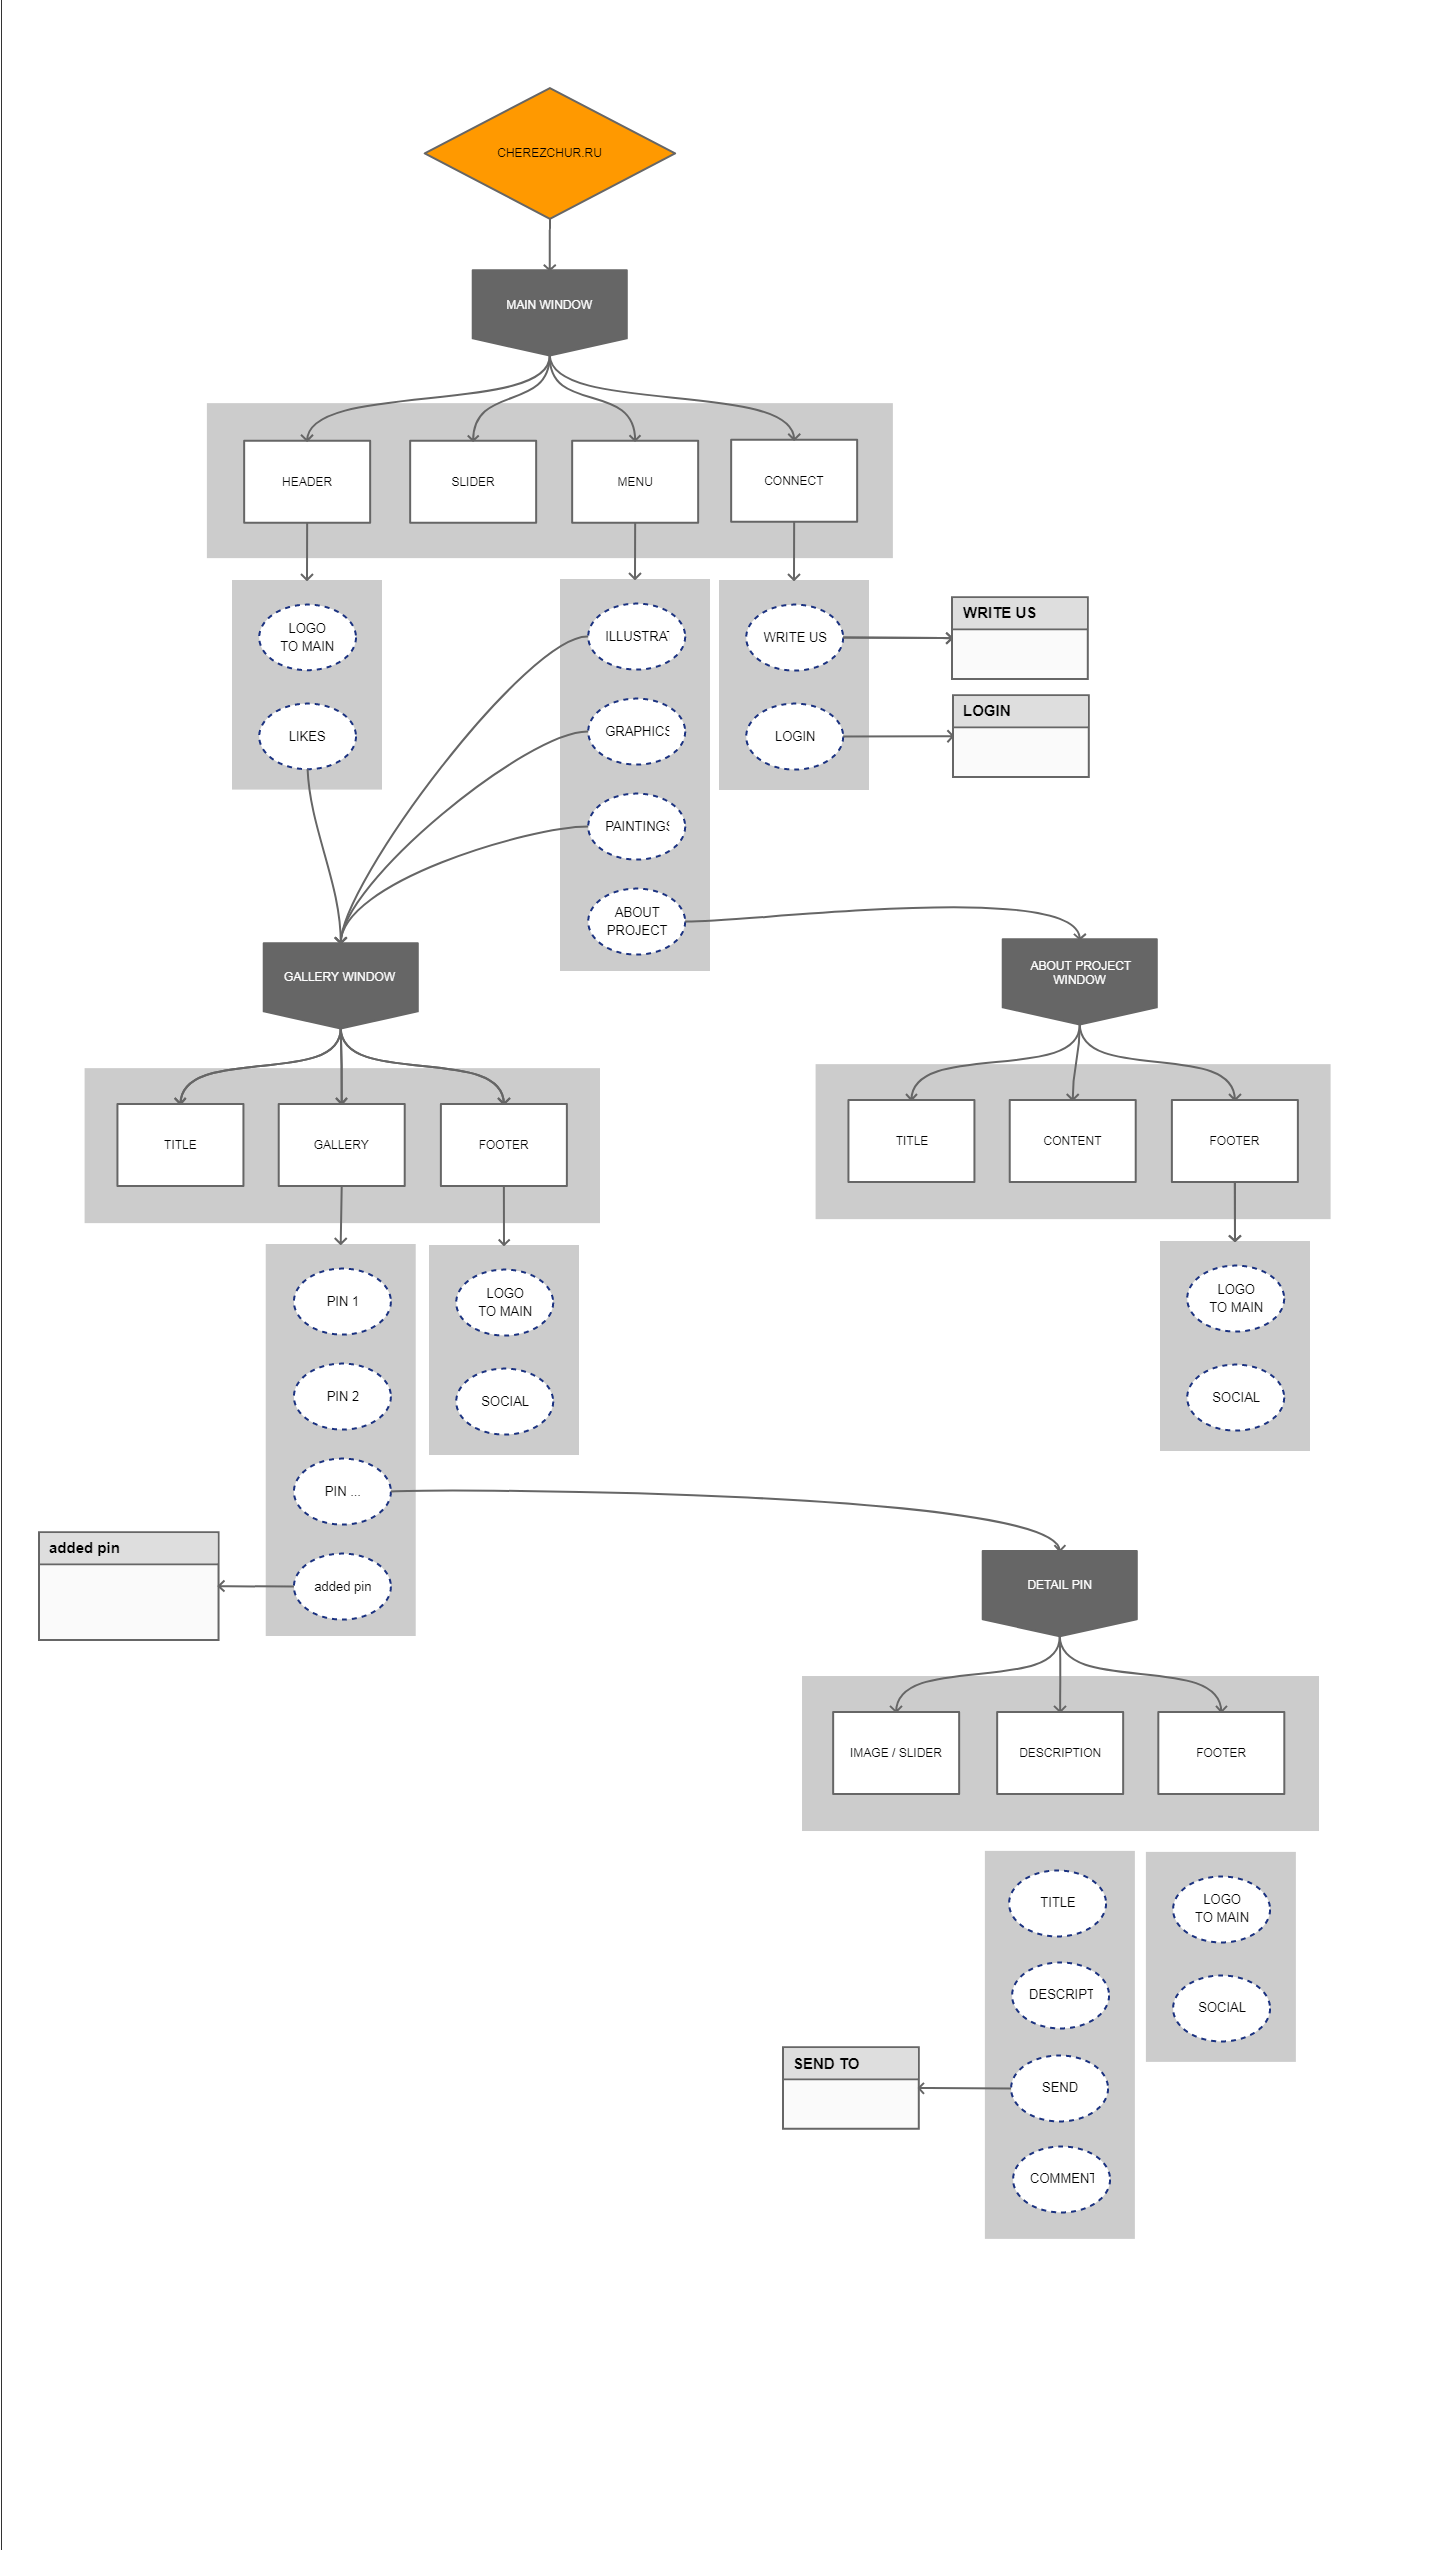 CHEREZCHUR.RU
MAIN WINDOW
HEADER
SLIDER
MENU
CONNECT
LOGO
TO MAIN
LIKES
ILLUSTRAT
GRAPHICS
PAINTINGS
ABOUT
PROJECT
WRITE US
LOGIN
WRITE US
LOGIN
GALLERY WINDOW
ABOUT PROJECT
WINDOW
TITLE
GALLERY
FOOTER
TITLE
CONTENT
FOOTER
PIN 1
PIN 2
PIN ...
added pin
LOGO
TO MAIN
SOCIAL
LOGO
TO MAIN
SOCIAL
added pin
DETAIL PIN
IMAGE / SLIDER
DESCRIPTION
FOOTER
TITLE
DESCRIPT
SEND
COMMENT
LOGO
TO MAIN
SOCIAL
SEND TO